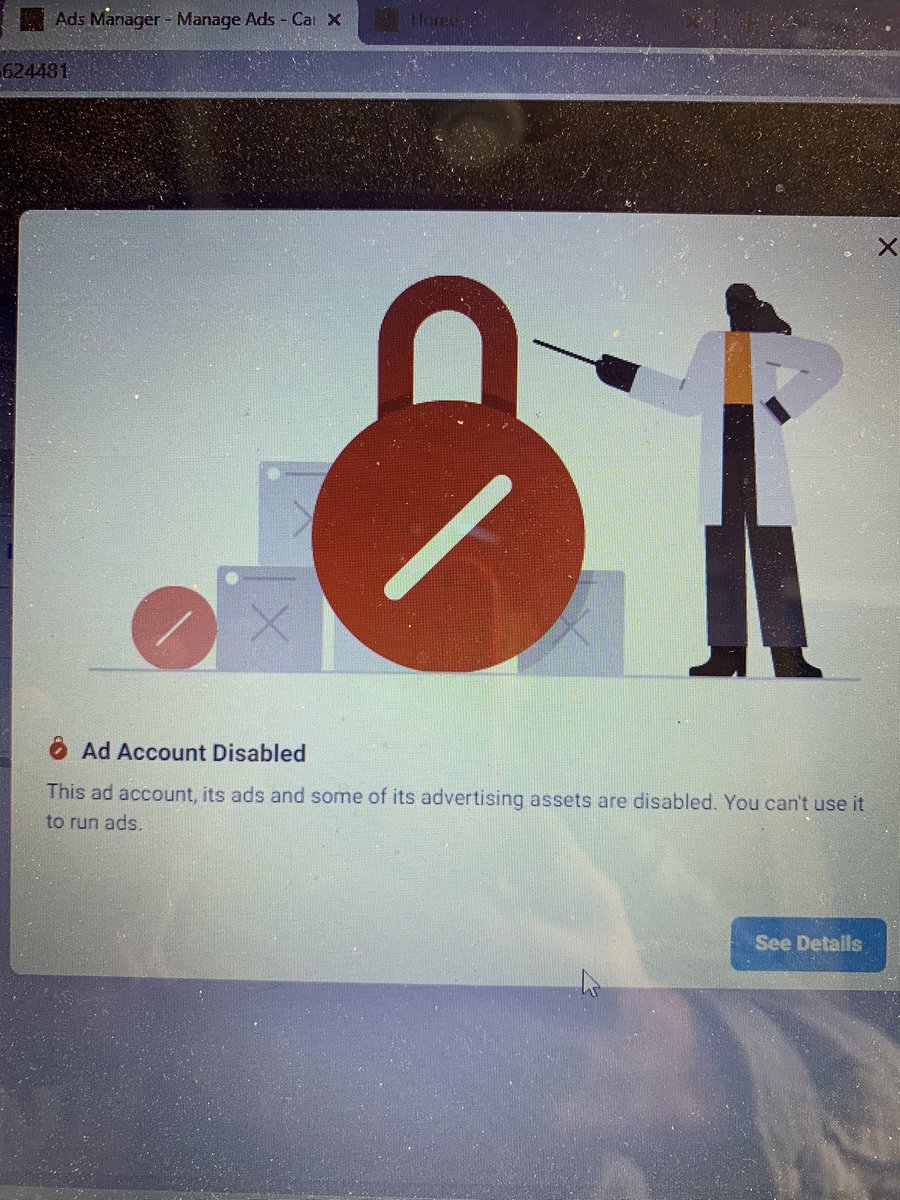 Ads Manager - Manage Ads - Ca
Home
624481
Ad Account Disabled
This ad account, its ads and some of its advertising assets are disabled. You can't use it
to run ads.
See Details